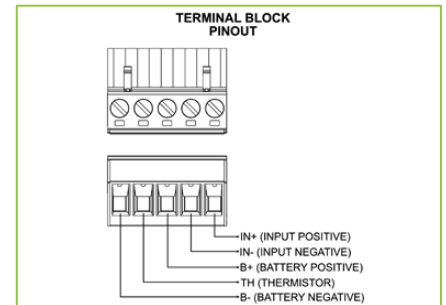 TERMINAL BLOCK
PINOUT
IN+ (INPUT POSITIVE)
IN- (INPUT NEGATIVE)
B+ (BATTERY POSITIVE)
TH (THERMISTOR)
B- (BATTERY NEGATIVE)